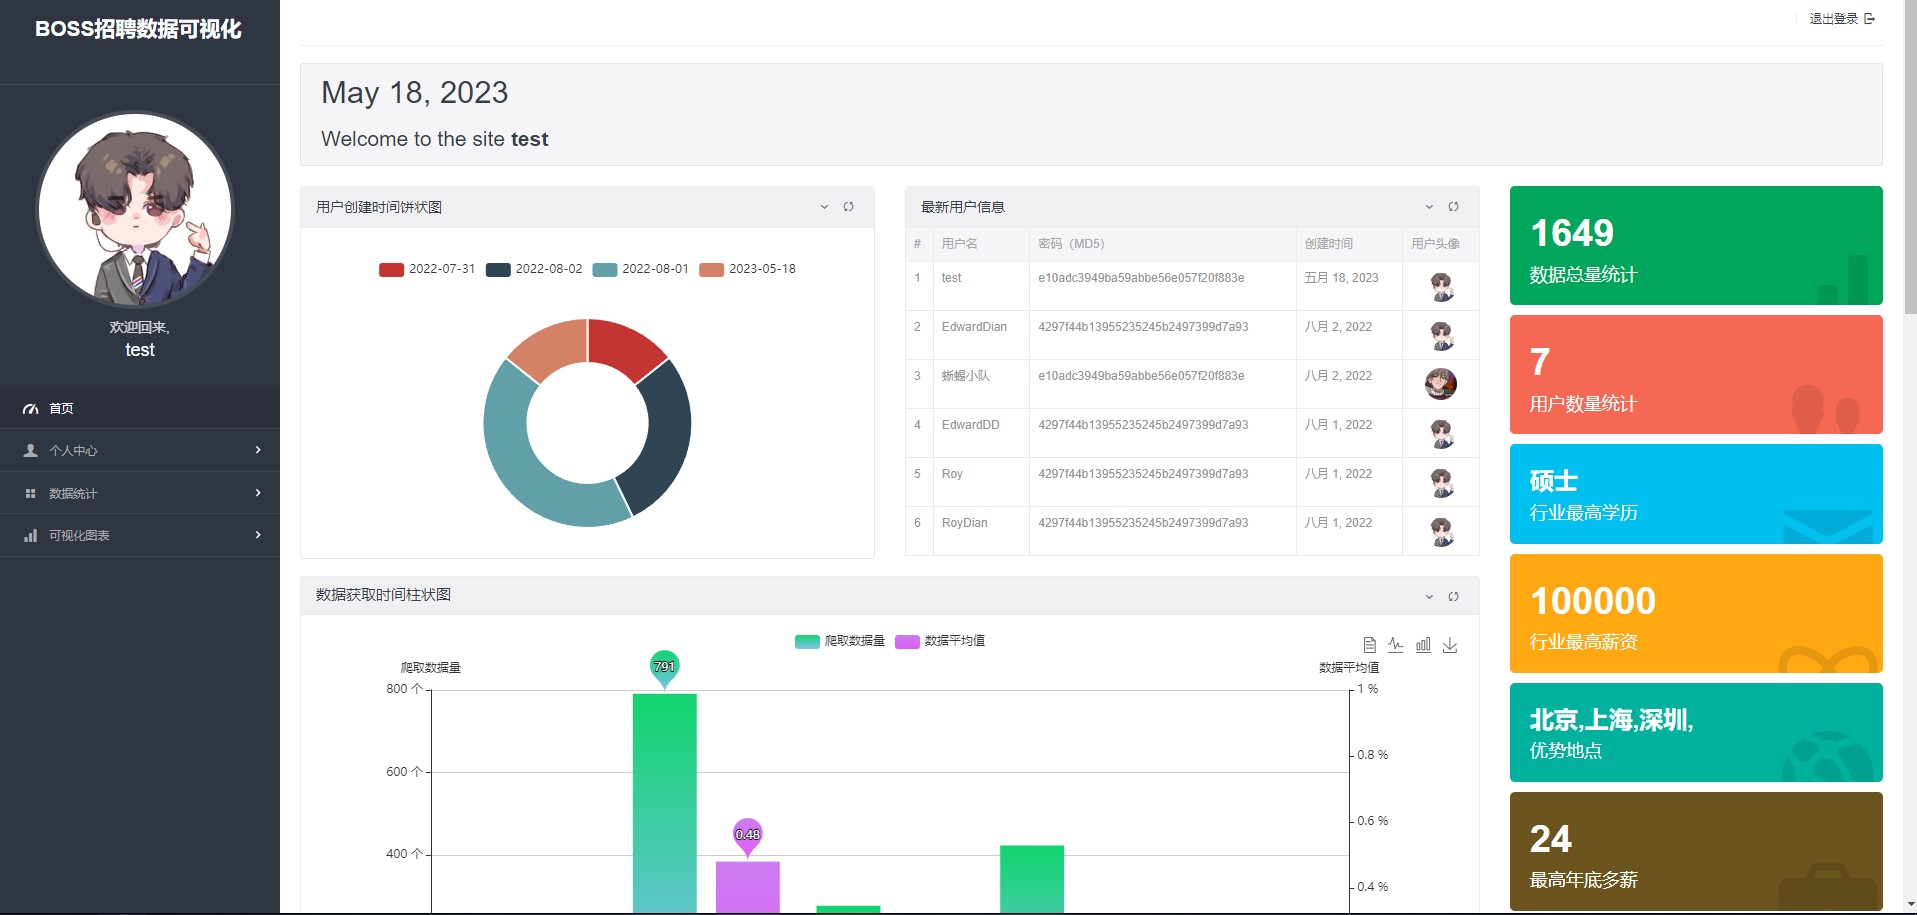 BOSS招聘数据可视化
退出登录
欢迎回来,
test
首页
个人中心
数据统计
可视化图表
May 18, 2023
Welcome to the site test
用户创建时间饼状图
2022-07-31 2022-08-02 2022-08-01 2023-05-18
最新用户信息
# 用户名 密码（MD5） 创建时间 用户头像
1 test e10adc3949ba59abbe56e057f20f883e 五月 18, 2023
2 EdwardDian 4297f44b13955235245b2497399d7a93 八月 2, 2022
3 蜥蜴小队 e10adc3949ba59abbe56e057f20f883e 八月 2, 2022
4 EdwardDD 4297f44b13955235245b2497399d7a93 八月 1, 2022
5 Roy 4297f44b13955235245b2497399d7a93 八月 1, 2022
6 RoyDian 4297f44b13955235245b2497399d7a93 八月 1, 2022
数据获取时间柱状图
爬取数据量 数据平均值
爬取数据量
数据平均值
800 个
600 个
400 个
791
0.48
1 %
0.8 %
0.6 %
0.4 %
1649
数据总量统计
7
用户数量统计
硕士
行业最高学历
100000
行业最高薪资
北京,上海,深圳,
优势地点
24
最高年底多薪